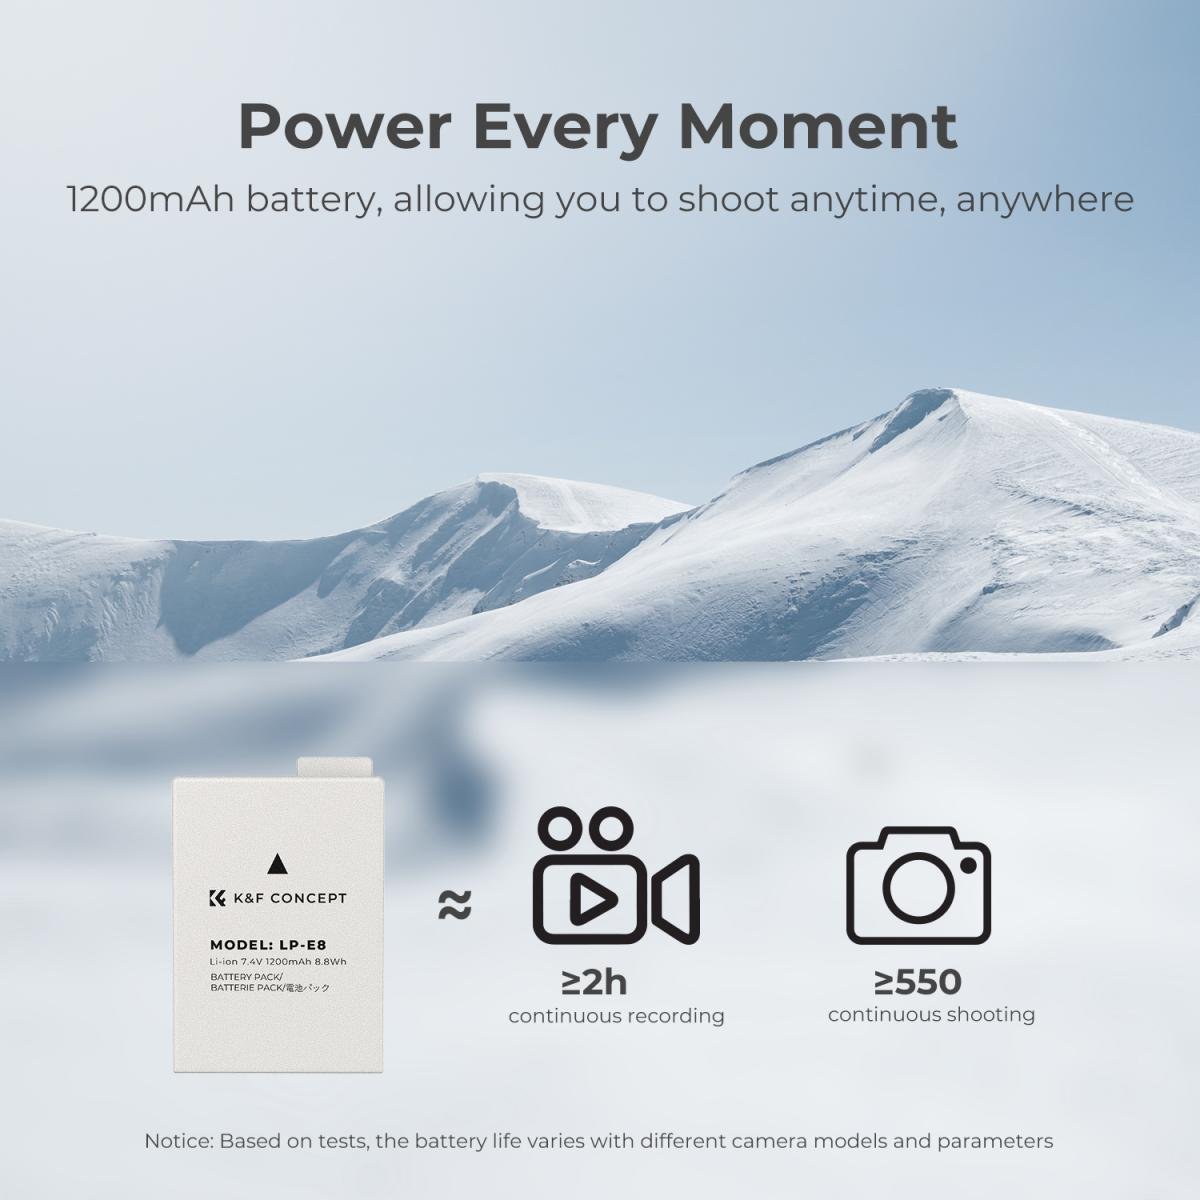 Power Every Moment
1200mAh battery, allowing you to shoot anytime, anywhere
K&F CONCEPT
MODEL: LP-E8
Li-ion 7.4V 1200mAh 8.8Wh
BATTERY PACK/
BATTERIE PACK/電池パック
≈
≥2h
continuous recording
≥550
continuous shooting
Notice: Based on tests, the battery life varies with different camera models and parameters